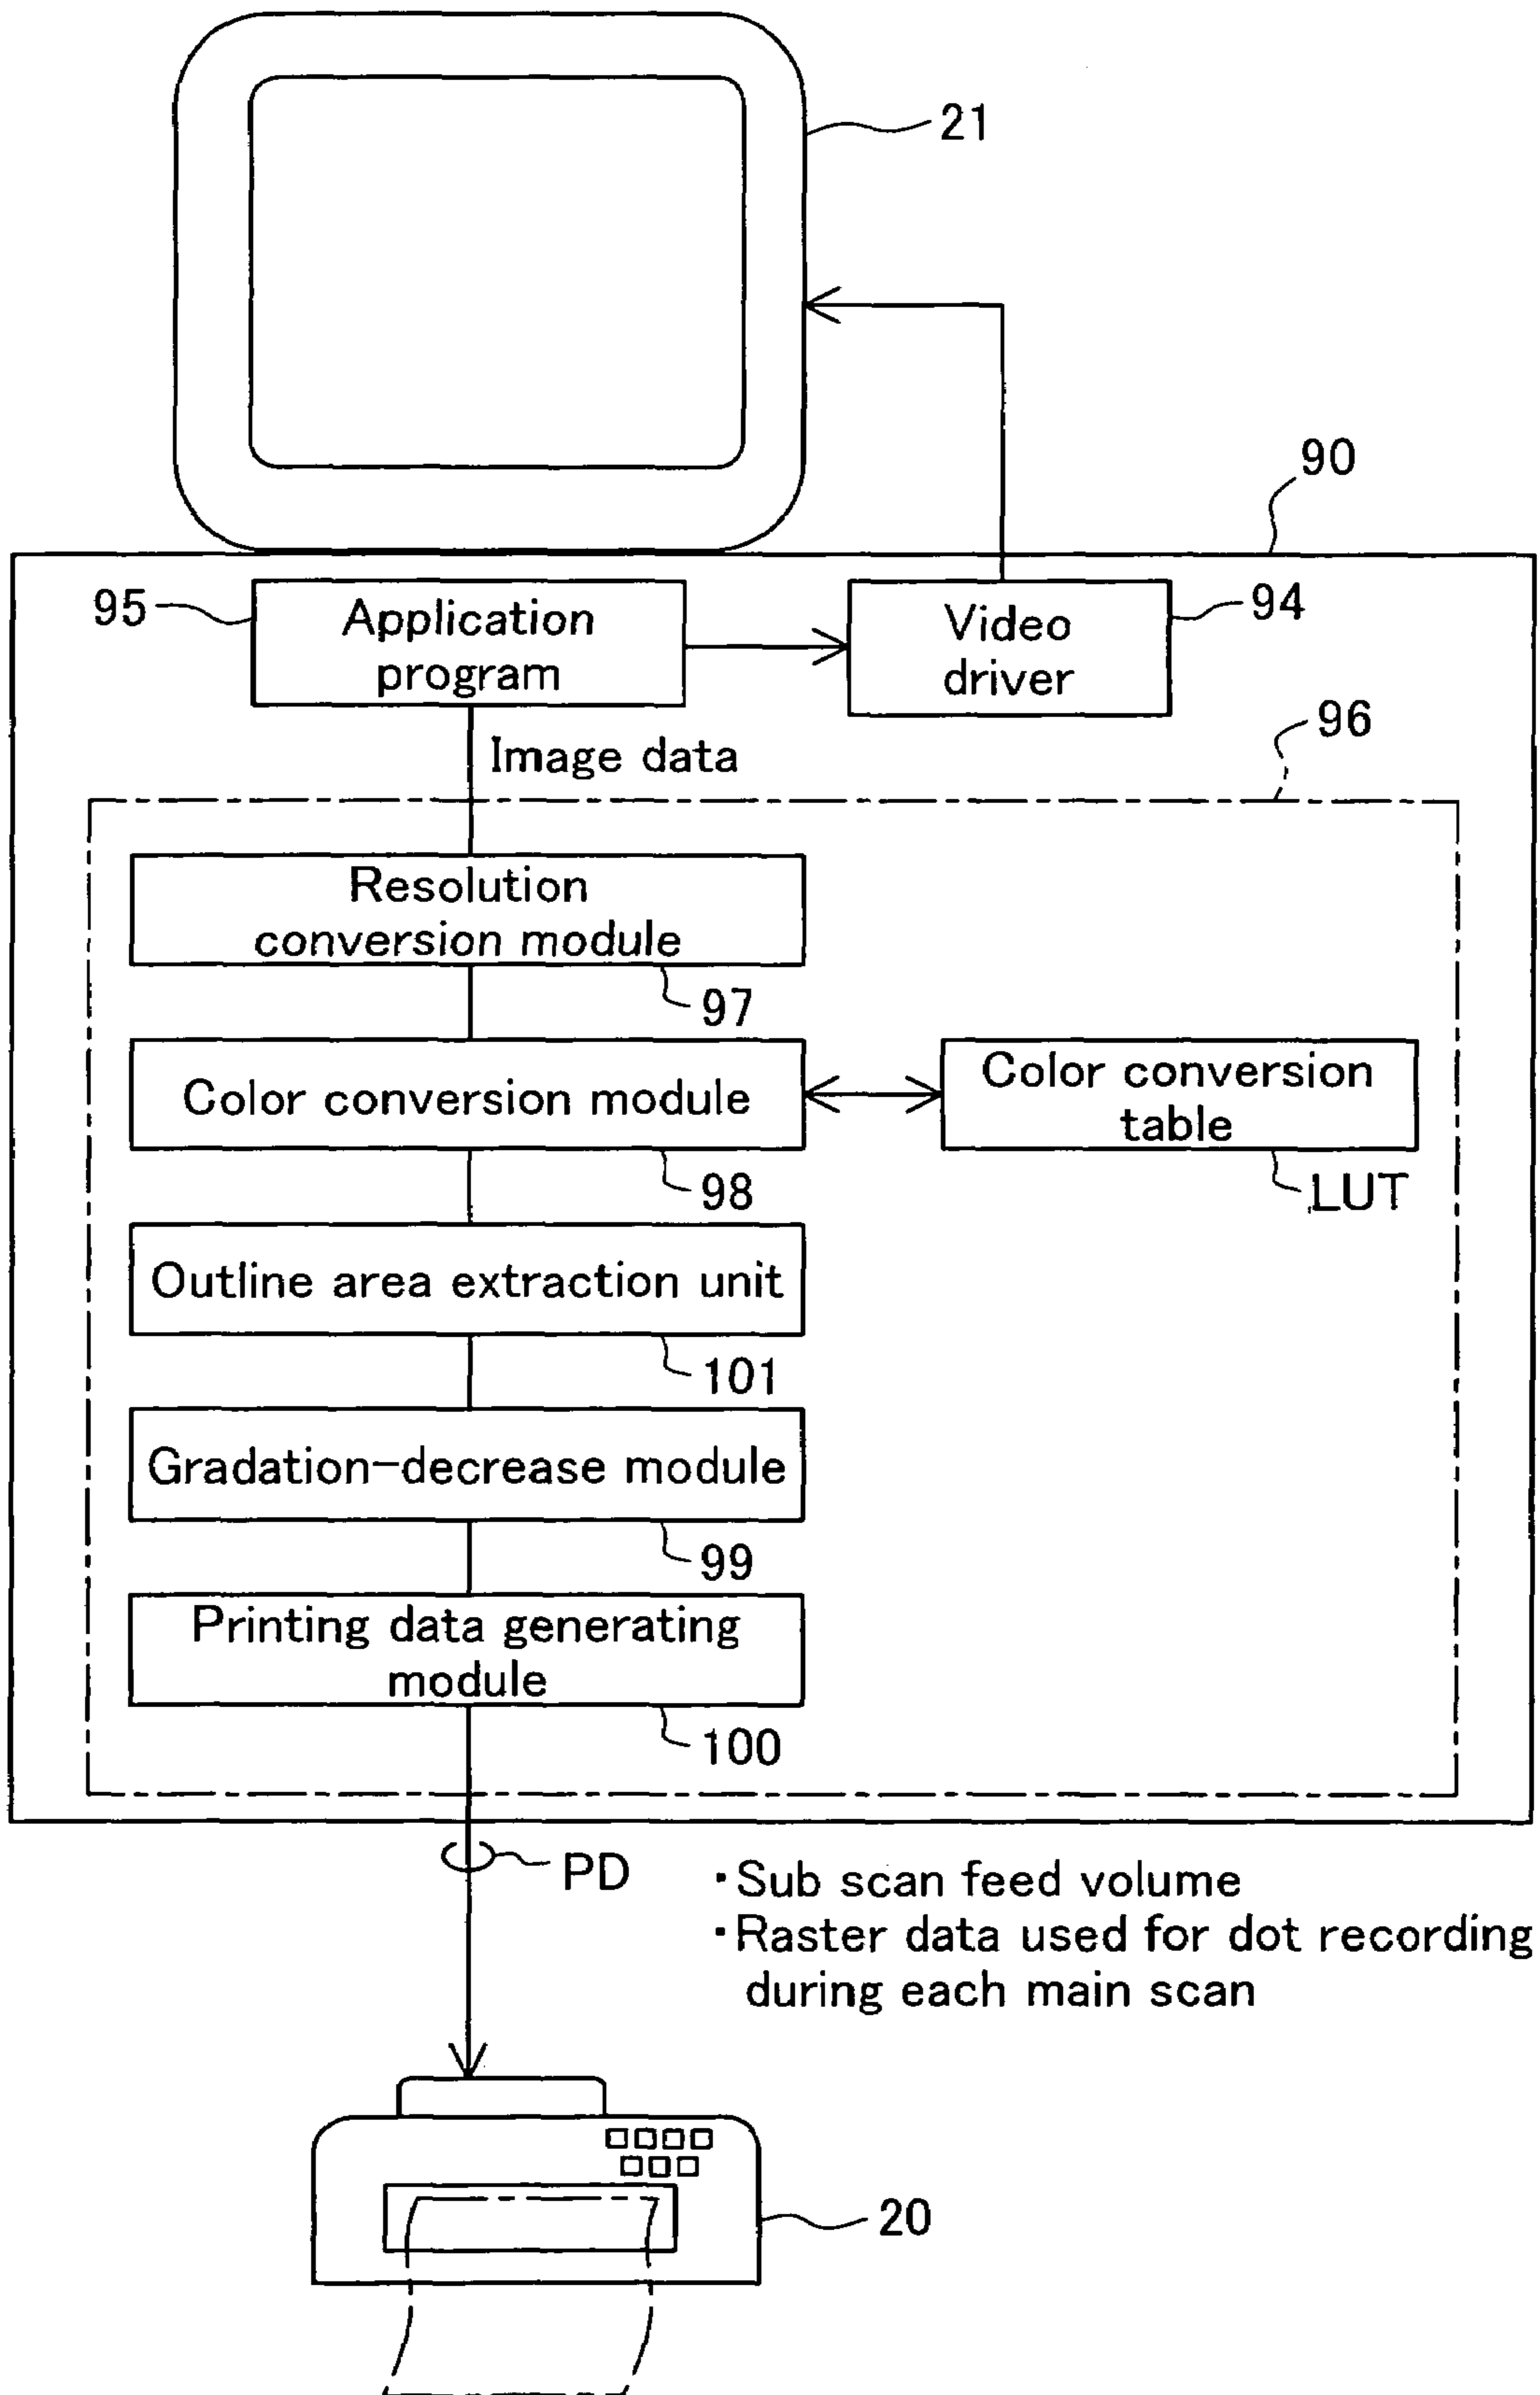 21
90
95
Application
program
Video
driver
94
Image data
96
Resolution
conversion module
97
Color conversion module
98
Color conversion
table
LUT
Outline area extraction unit
101
Gradation-decrease module
99
Printing data generating
module
100
PD
・Sub scan feed volume
・Raster data used for dot recording
during each main scan
20